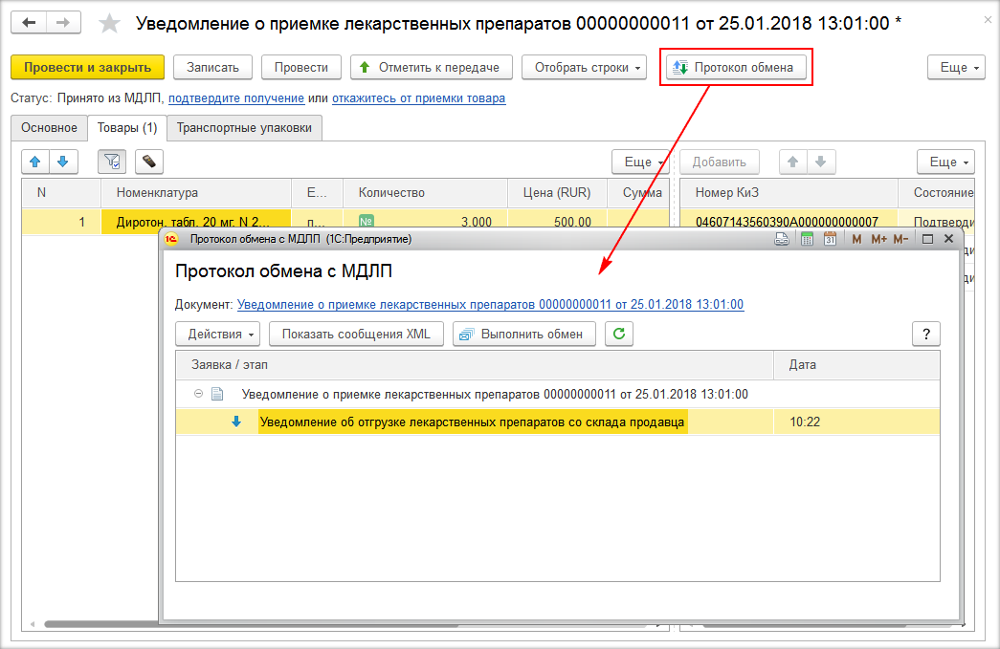 Уведомление о приемке лекарственных препаратов 00000000011 от 25.01.2018 13:01:00 *
Провести и закрыть Записать Провести Отметить к передаче Отобрать строки Протокол обмена Еще
Статус: Принято из МДЛП, подтвердите получение или откажитесь от приемки товара
Основное Товары (1) Транспортные упаковки
Еще Добавить Еще
N Номенклатура Е... Количество Цена (RUR) Сумма Номер КиЗ Состояние
1 Диротон, табл. 20 мг. N 2... п... № 3,000 500,00 04607143560390A000000000007 Подтверди
Протокол обмена с МДЛП (1С:Предприятие) 31 M M+ M-
Протокол обмена с МДЛП
Документ: Уведомление о приемке лекарственных препаратов 00000000011 от 25.01.2018 13:01:00
Действия Показать сообщения XML Выполнить обмен ?
Заявка / этап Дата
Уведомление о приемке лекарственных препаратов 00000000011 от 25.01.2018 13:01:00
Уведомление об отгрузке лекарственных препаратов со склада продавца 10:22